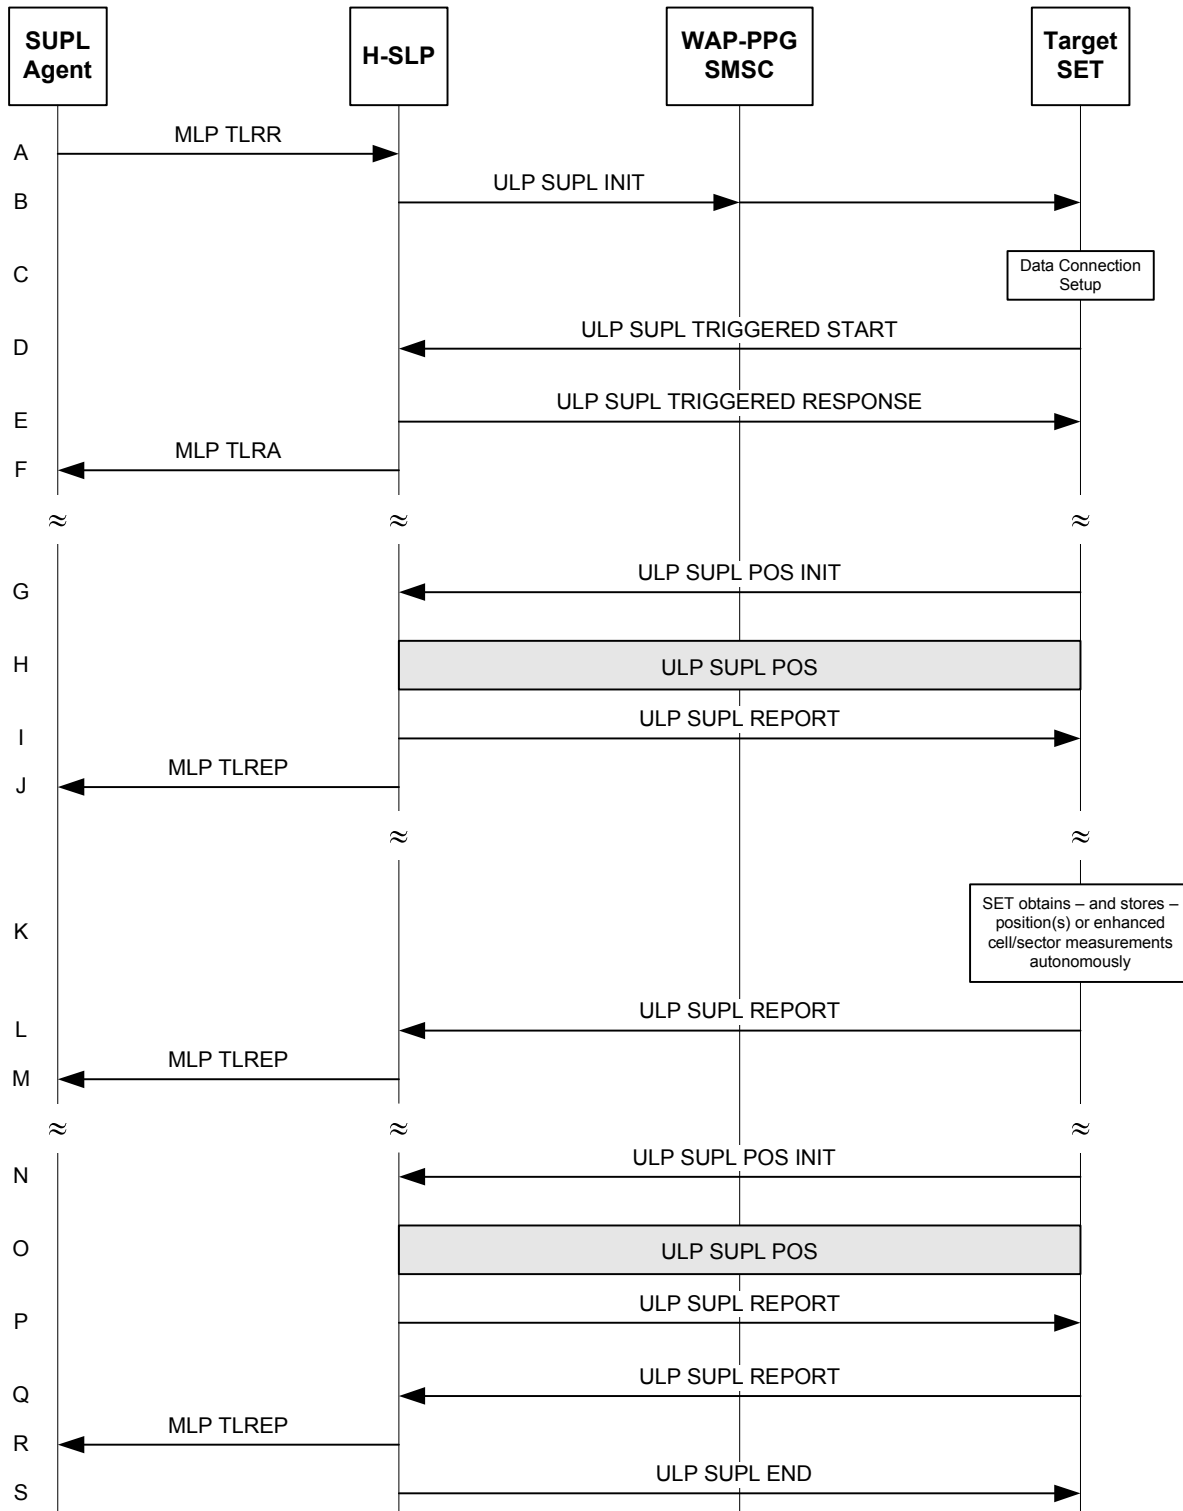 SUPL
Agent
H-SLP
WAP-PPG
SMSC
Target
SET
A
MLP TLRR
B
ULP SUPL INIT
C
Data Connection
Setup
D
ULP SUPL TRIGGERED START
E
ULP SUPL TRIGGERED RESPONSE
F
MLP TLRA
≈ ≈ ≈
G
ULP SUPL POS INIT
H
ULP SUPL POS
I
ULP SUPL REPORT
J
MLP TLREP
≈ ≈
K
SET obtains – and stores –
position(s) or enhanced
cell/sector measurements
autonomously
L
ULP SUPL REPORT
M
MLP TLREP
≈ ≈ ≈
N
ULP SUPL POS INIT
O
ULP SUPL POS
P
ULP SUPL REPORT
Q
ULP SUPL REPORT
R
MLP TLREP
S
ULP SUPL END